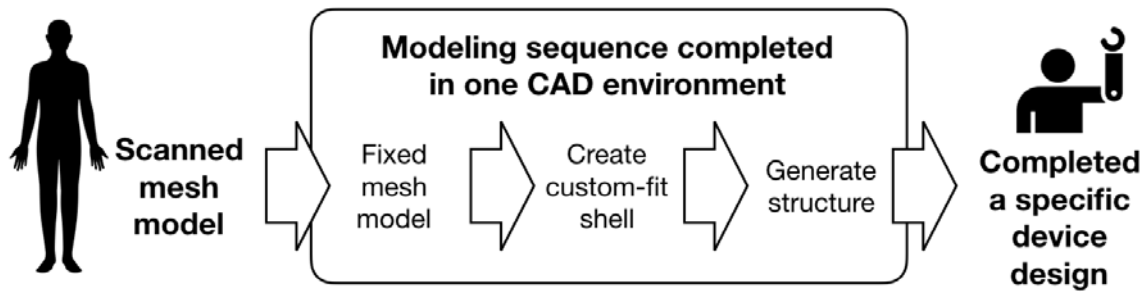 Modeling sequence completed
in one CAD environment
Scanned
mesh
model
Fixed
mesh
model
Create
custom-fit
shell
Generate
structure
Completed
a specific
device
design